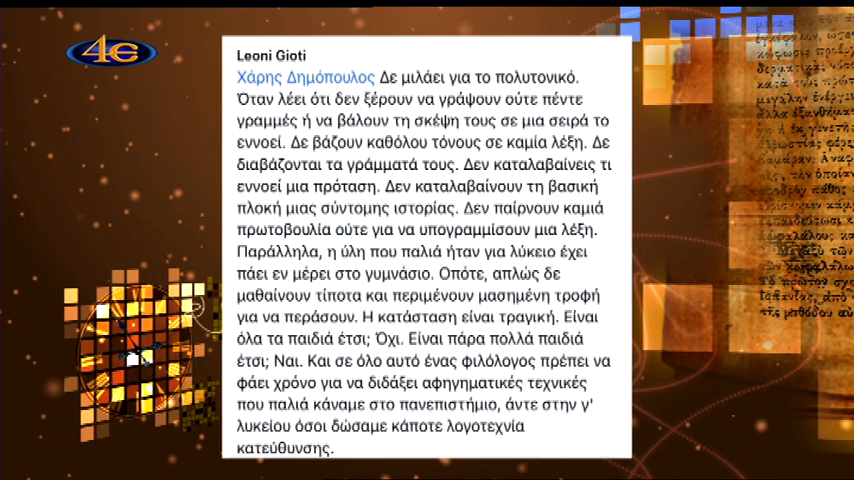 4Ε
Leoni Gioti
Χάρης Δημόπουλος Δε μιλάει για το πολυτονικό.
Όταν λέει ότι δεν ξέρουν να γράψουν ούτε πέντε
γραμμές ή να βάλουν τη σκέψη τους σε μια σειρά το
εννοεί. Δε βάζουν καθόλου τόνους σε καμία λέξη. Δε
διαβάζονται τα γράμματά τους. Δεν καταλαβαίνεις τι
εννοεί μια πρόταση. Δεν καταλαβαίνουν τη βασική
πλοκή μιας σύντομης ιστορίας. Δεν παίρνουν καμιά
πρωτοβουλία ούτε για να υπογραμμίσουν μια λέξη.
Παράλληλα, η ύλη που παλιά ήταν για λύκειο έχει
πάει εν μέρει στο γυμνάσιο. Οπότε, απλώς δε
μαθαίνουν τίποτα και περιμένουν μασημένη τροφή
για να περάσουν. Η κατάσταση είναι τραγική. Είναι
όλα τα παιδιά έτσι; Όχι. Είναι πάρα πολλά παιδιά
έτσι; Ναι. Και σε όλο αυτό ένας φιλόλογος πρέπει να
φάει χρόνο για να διδάξει αφηγηματικές τεχνικές
που παλιά κάναμε στο πανεπιστήμιο, άντε στην γ'
λυκείου όσοι δώσαμε κάποτε λογοτεχνία
κατεύθυνσης.